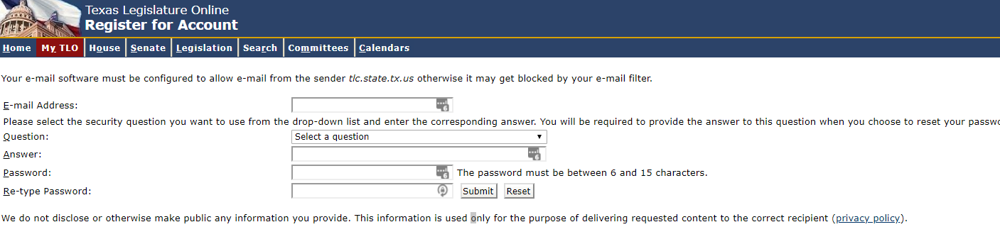 Texas Legislature Online
Register for Account
Home My TLO House Senate Legislation Search Committees Calendars
Your e-mail software must be configured to allow e-mail from the sender tlc.state.tx.us otherwise it may get blocked by your e-mail filter.
E-mail Address:
Please select the security question you want to use from the drop-down list and enter the corresponding answer. You will be required to provide the answer to this question when you choose to reset your
Question: Select a question
Answer:
Password: The password must be between 6 and 15 characters.
Re-type Password: Submit Reset
We do not disclose or otherwise make public any information you provide. This information is used only for the purpose of delivering requested content to the correct recipient (privacy policy).